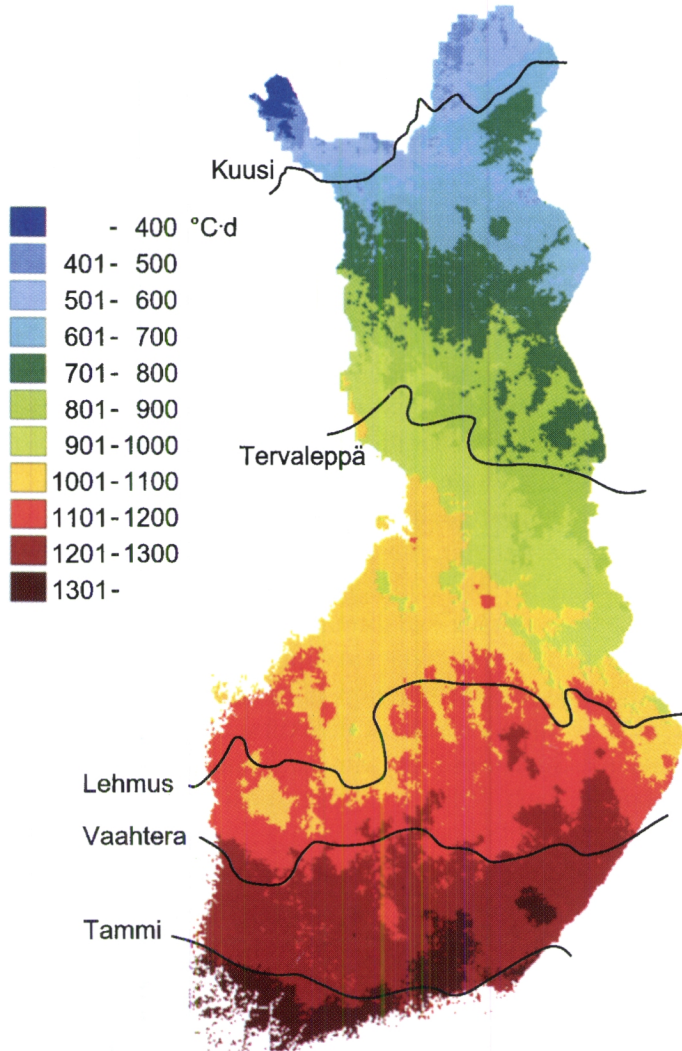 Kuusi
- 400 °C·d
401- 500
501- 600
601- 700
701- 800
801- 900
901-1000
1001-1100
1101-1200
1201-1300
1301-
Tervaleppä
Lehmus
Vaahtera
Tammi